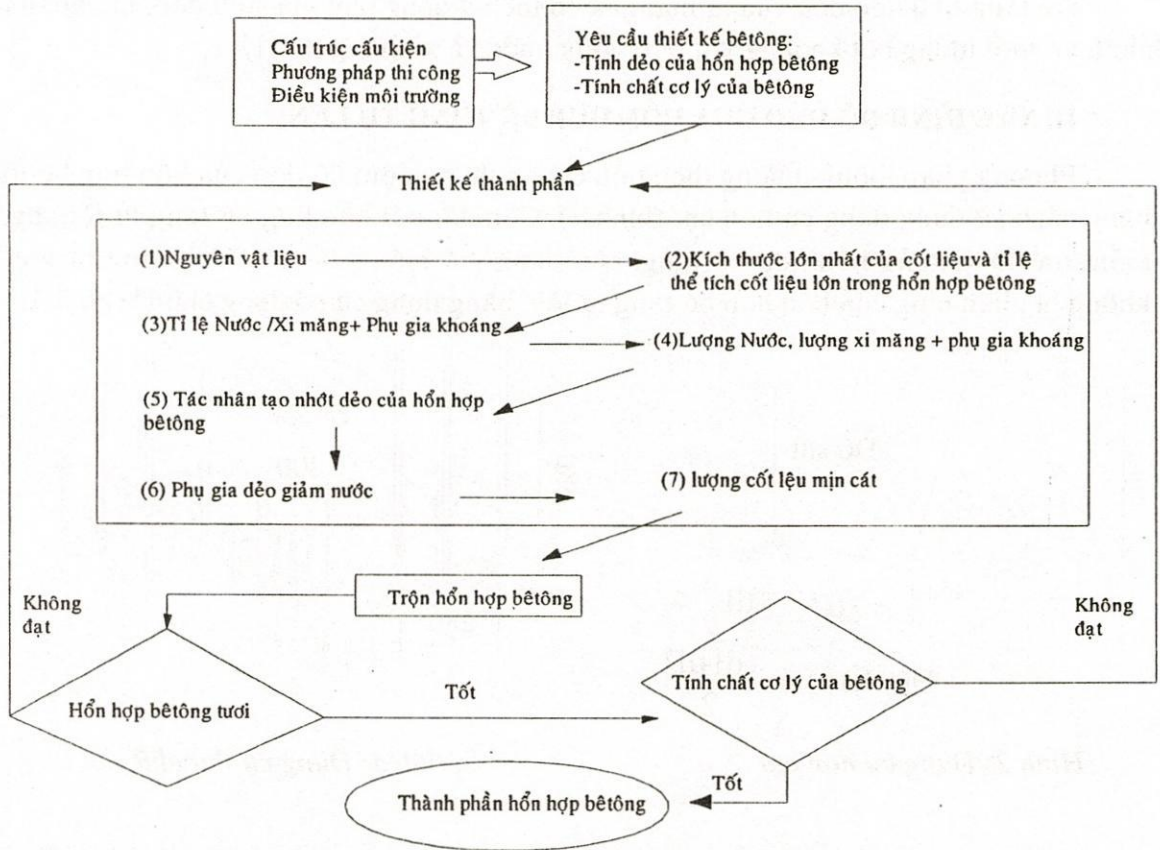 Cấu trúc cấu kiện
Phương pháp thi công
Điều kiện môi trường
Yêu cầu thiết kế bêtông:
-Tính dẻo của hổn hợp bêtông
-Tính chất cơ lý của bêtông
Thiết kế thành phần
(1)Nguyên vật liệu
(2)Kích thước lớn nhất của cốt liệuvà tỉ lệ
thể tích cốt liệu lớn trong hổn hợp bêtông
(3)Tỉ lệ Nước /Xi măng+ Phụ gia khoáng
(4)Lượng Nước, lượng xi măng + phụ gia khoáng
(5) Tác nhân tạo nhớt dẻo của hổn hợp
bêtông
(6) Phụ gia dẻo giảm nước
(7) lượng cốt lệu mịn cát
Trộn hổn hợp bêtông
Không
đạt
Không
đạt
Hổn hợp bêtông tươi
Tốt
Tính chất cơ lý của bêtông
Tốt
Thành phần hổn hợp bêtông